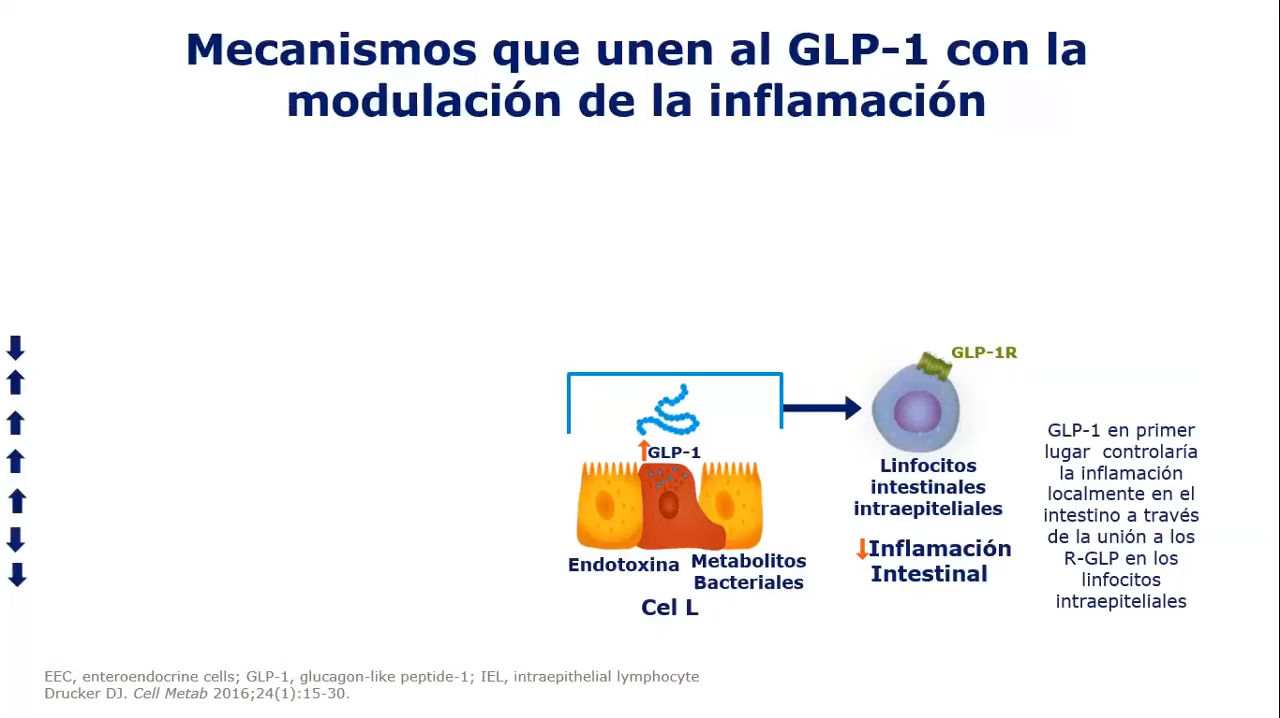 Mecanismos que unen al GLP-1 con la
modulación de la inflamación
GLP-1R
GLP-1
Endotoxina
Metabolitos
Bacteriales
Cel L
Linfocitos
intestinales
intraepiteliales
Inflamación
Intestinal
GLP-1 en primer
lugar controlaría
la inflamación
localmente en el
intestino a través
de la unión a los
R-GLP en los
linfocitos
intraepiteliales
EEC, enteroendocrine cells; GLP-1, glucagon-like peptide-1; IEL, intraepithelial lymphocyte
Drucker DJ. Cell Metab 2016;24(1):15-30.